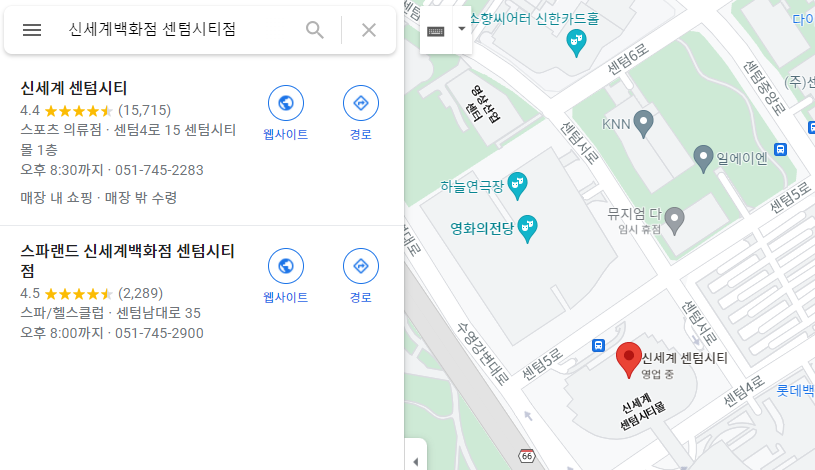 신세계백화점 센텀시티점
신세계 센텀시티
4.4 (15,715)
스포츠 의류점 · 센텀4로 15 센텀시티
몰 1층
오후 8:30까지 · 051-745-2283
매장 내 쇼핑 · 매장 밖 수령
웹사이트
경로
스파랜드 신세계백화점 센텀시티
점
4.5 (2,289)
스파/헬스클럽 · 센텀남대로 35
오후 8:00까지 · 051-745-2900
웹사이트
경로
소향씨어터 신한카드홀
다이
센텀6로
센텀중앙로
(주)센
영상산업
센터
센텀서로
KNN
일에이엔
하늘연극장
영화의전당
뮤지엄 다
임시 휴점
센텀5로
변대로
수영강변대로
센텀서로
센텀5로
신세계 센텀시티
영업 중
신세계
센텀시티몰
센텀4로
롯데백
66